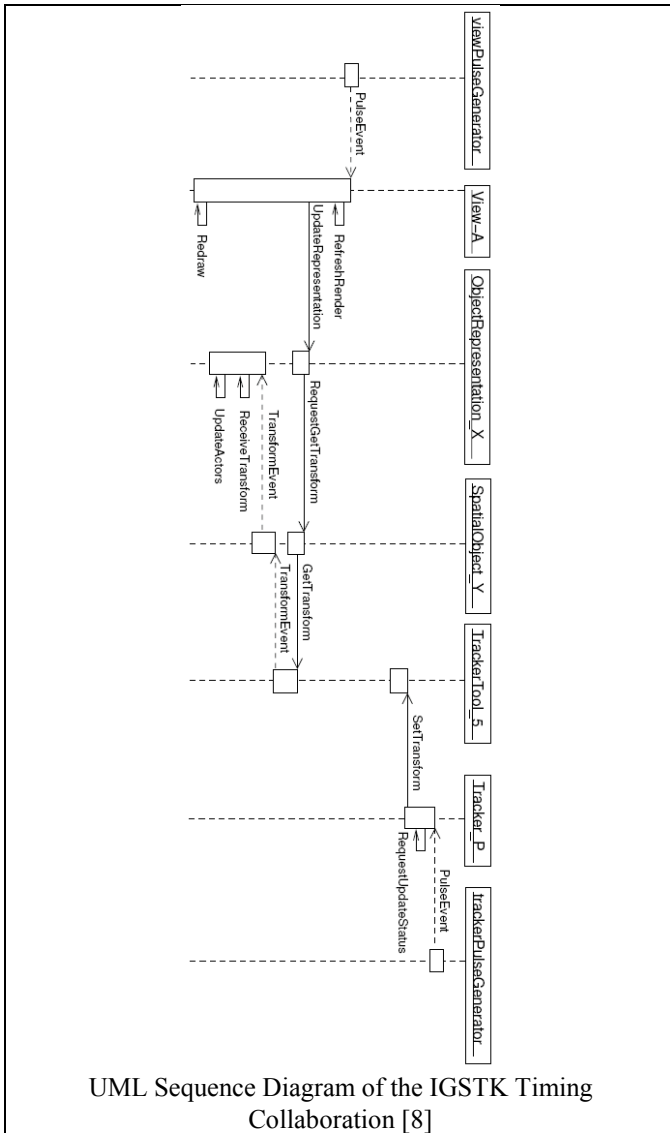 viewPulseGenerator
View-A
ObjectRepresentation_X
SpatialObject_Y
TrackerTool_5
Tracker_P
trackerPulseGenerator
PulseEvent
RequestUpdateStatus
SetTransform
PulseEvent
RefreshRender
UpdateRepresentation
RequestGetTransform
GetTransform
TransformEvent
TransformEvent
ReceiveTransform
UpdateActors
Redraw
UML Sequence Diagram of the IGSTK Timing
Collaboration [8]